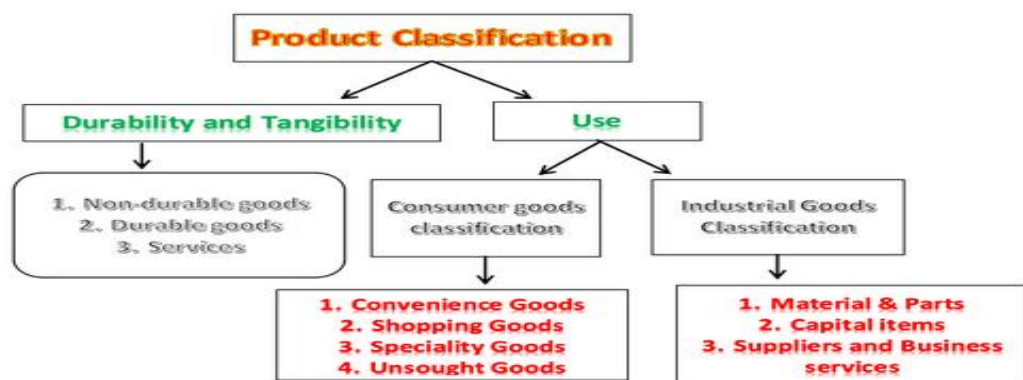 Product Classification
Durability and Tangibility
Use
1. Non-durable goods
2. Durable goods
3. Services
Consumer goods
classification
Industrial Goods
Classification
1. Convenience Goods
2. Shopping Goods
3. Speciality Goods
4. Unsought Goods
1. Material & Parts
2. Capital items
3. Suppliers and Business
services